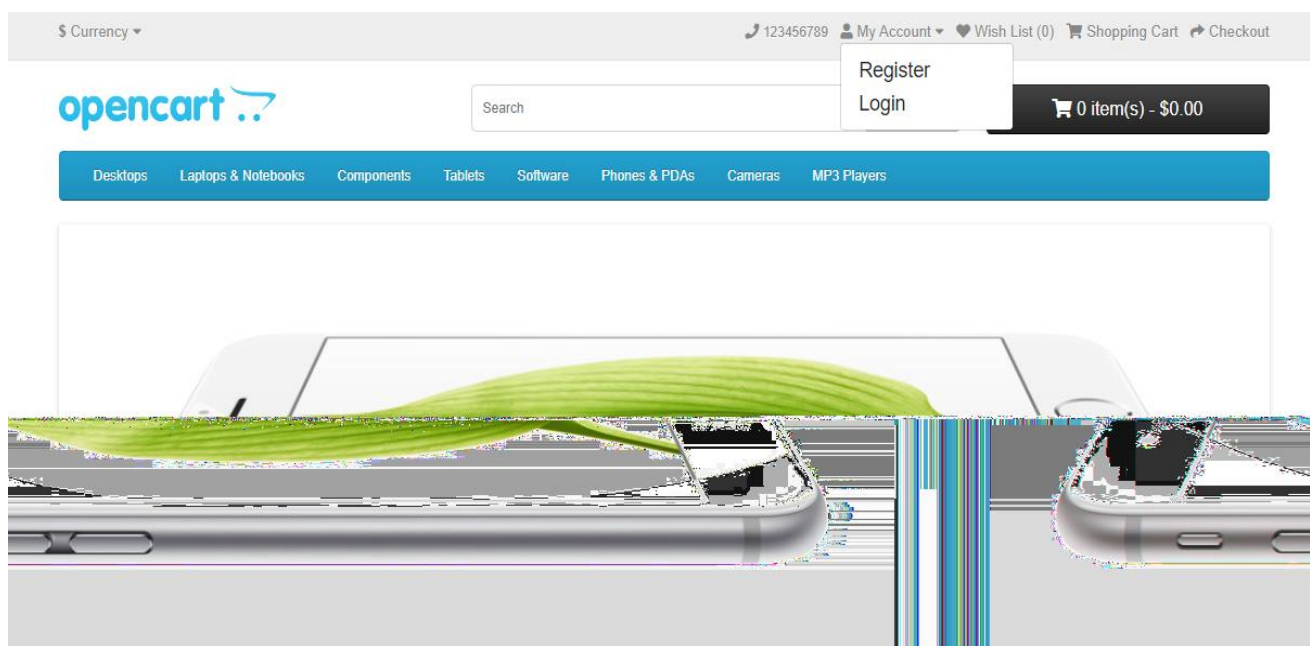 $ Currency 123456789 My Account Wish List (0) Shopping Cart Checkout
Register
Login
opencart
Search
0 item(s) - $0.00
Desktops Laptops & Notebooks Components Tablets Software Phones & PDAs Cameras MP3 Players